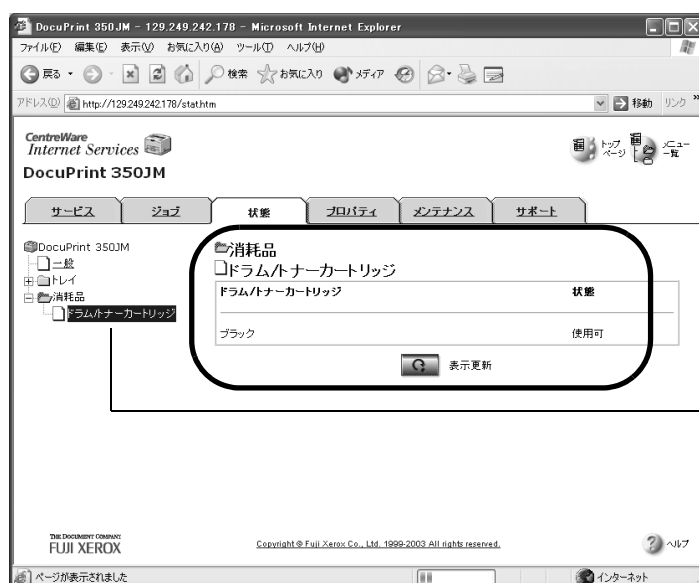 DocuPrint 350JM - 129.249.242.178 - Microsoft Internet Explorer
ファイル(F) 編集(E) 表示(V) お気に入り(A) ツール(T) ヘルプ(H)
戻る 検索 お気に入り メディア
アドレス(D) http://129.249.242.178/stat.htm 移動 リンク »
CentreWare
Internet Services
トップページ メニュー一覧
DocuPrint 350JM
サービス ジョブ 状態 プロパティ メンテナンス サポート
DocuPrint 350JM
一般
トレイ
消耗品
ドラム/トナーカートリッジ
消耗品
ドラム/トナーカートリッジ
ドラム/トナーカートリッジ 状態
ブラック 使用可
表示更新
THE DOCUMENT COMPANY
FUJI XEROX
Copyright © Fuji Xerox Co., Ltd. 1999-2003 All rights reserved.
ヘルプ
ページが表示されました インターネット